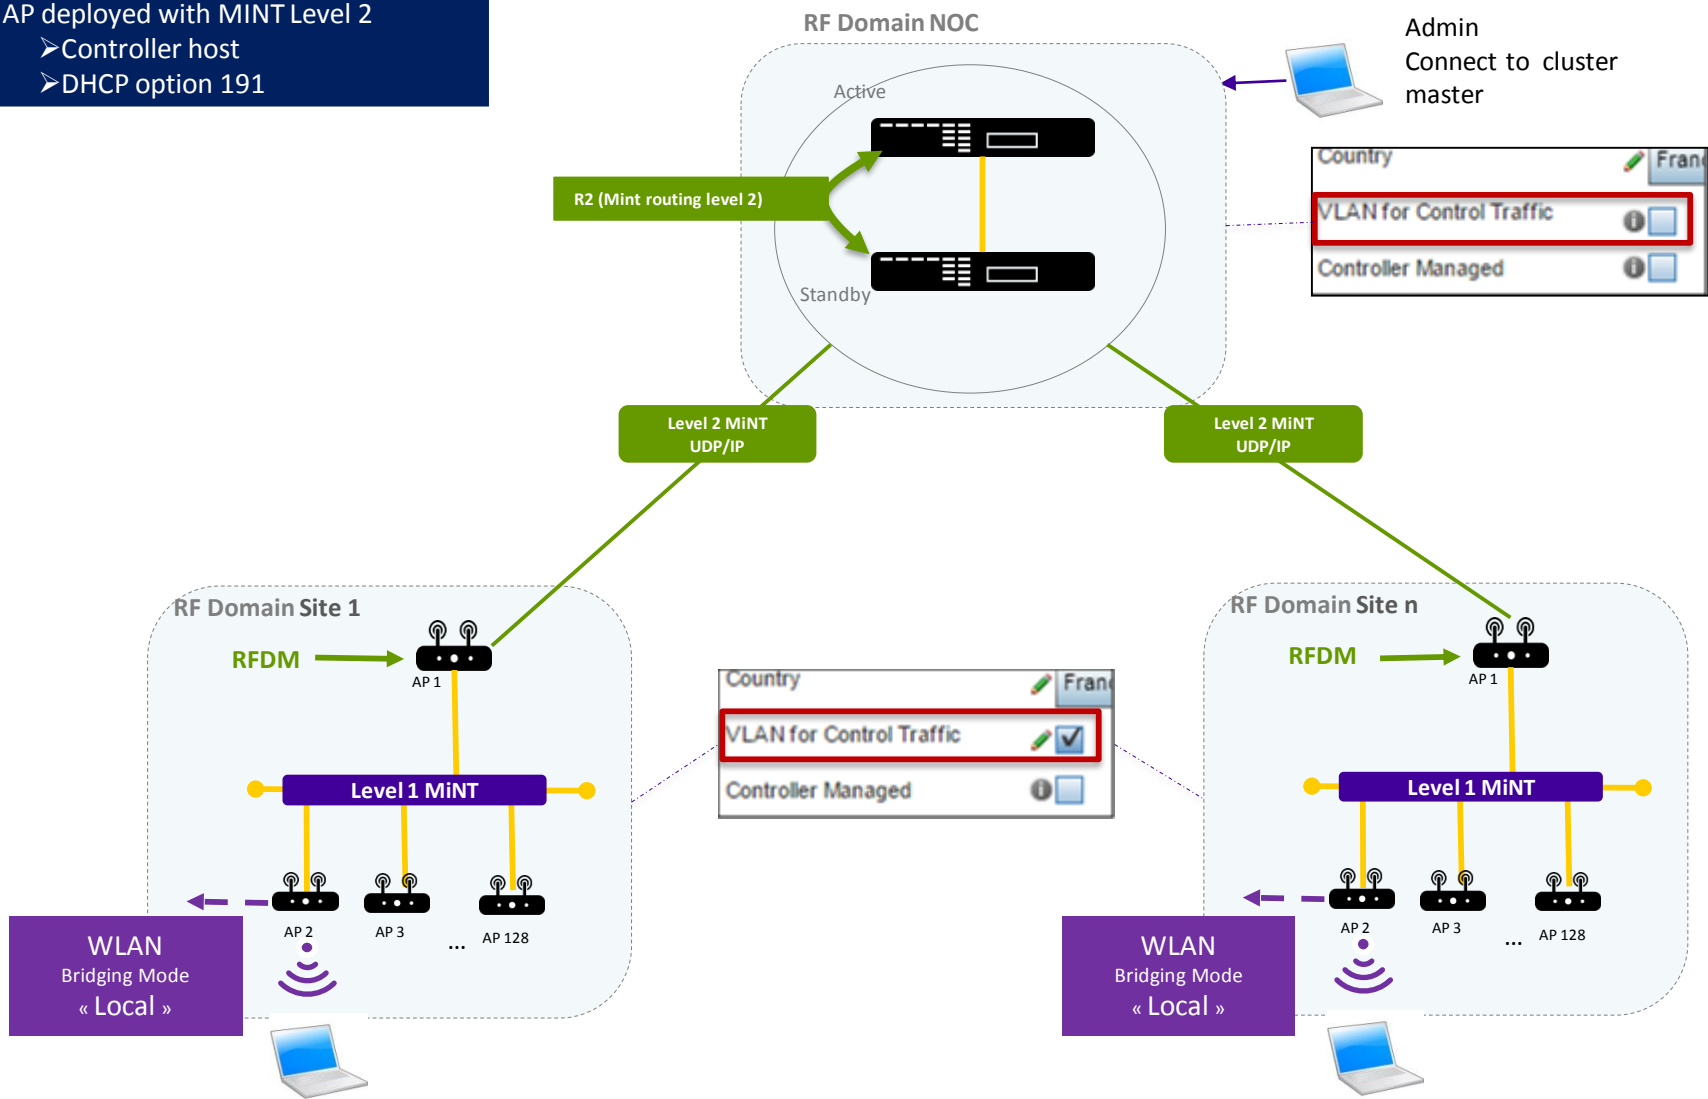 AP deployed with MINT Level 2
➢Controller host
➢DHCP option 191
RF Domain NOC
Admin
Connect to cluster
master
Active
R2 (Mint routing level 2)
Standby
Country
VLAN for Control Traffic
Controller Managed
Level 2 MiNT
UDP/IP
Level 2 MiNT
UDP/IP
RF Domain Site 1
RFDM
AP 1
Level 1 MiNT
AP 2
AP 3
...
AP 128
WLAN
Bridging Mode
« Local »
Country
VLAN for Control Traffic
Controller Managed
RF Domain Site n
RFDM
AP 1
Level 1 MiNT
AP 2
AP 3
...
AP 128
WLAN
Bridging Mode
« Local »